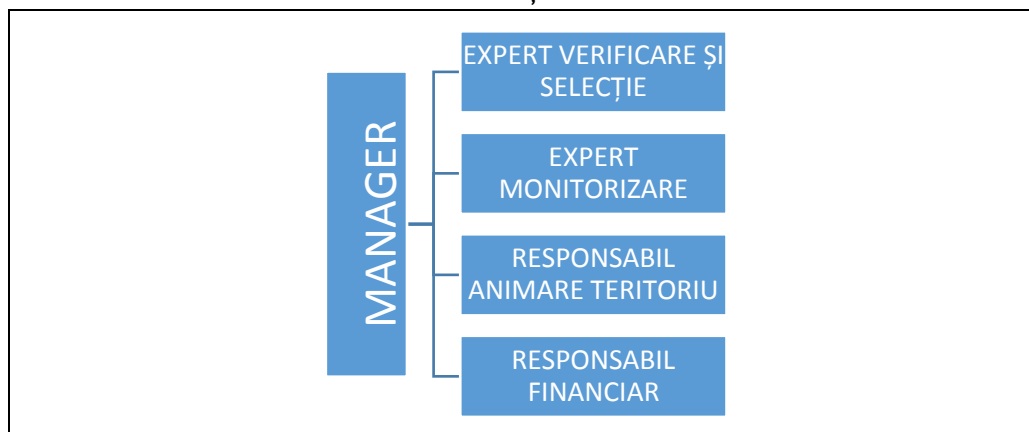 MANAGER
EXPERT VERIFICARE ȘI
SELECȚIE
EXPERT
MONITORIZARE
RESPONSABIL
ANIMARE TERITORIU
RESPONSABIL
FINANCIAR